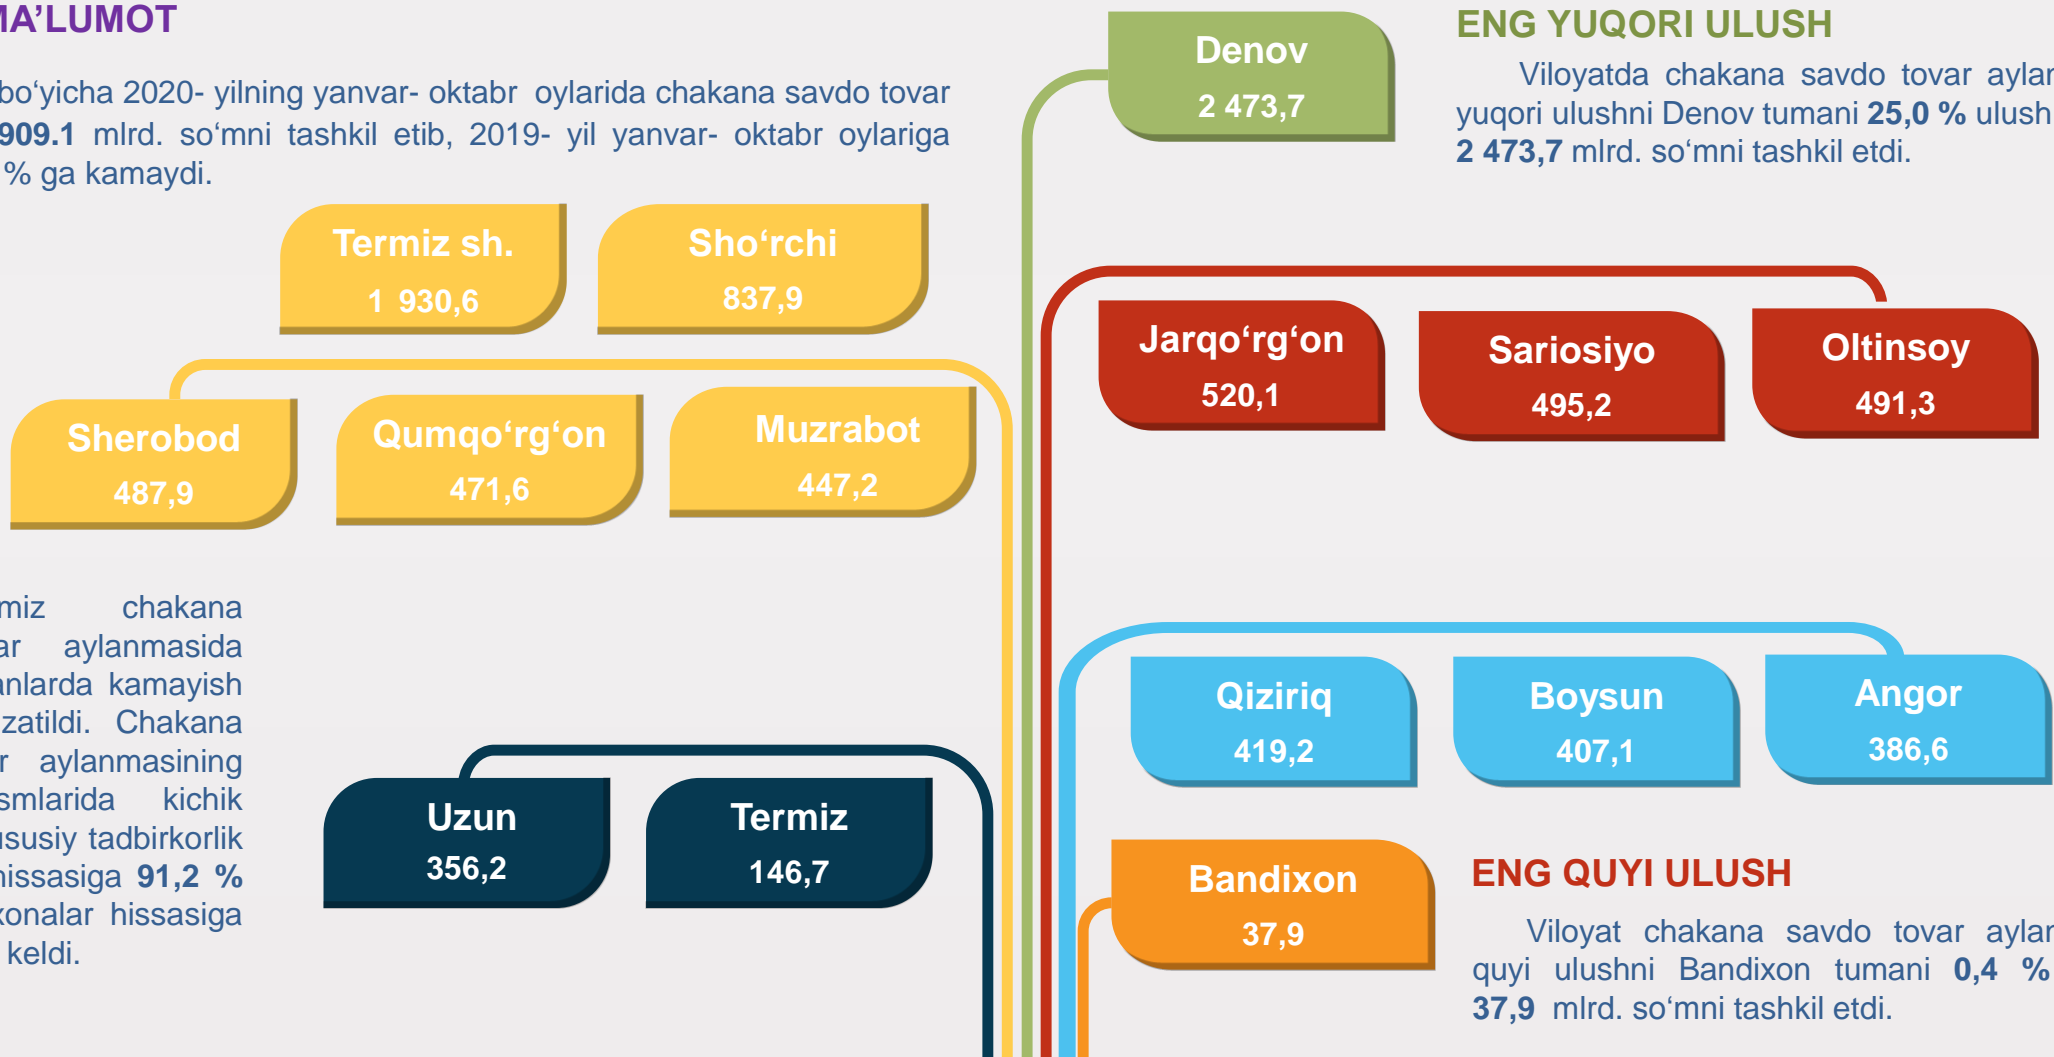 MA’LUMOT
bo‘yicha 2020- yilning yanvar- oktabr oylarida chakana savdo tovar
909.1 mlrd. so‘mni tashkil etib, 2019- yil yanvar- oktabr oylariga
% ga kamaydi.
Denov
2 473,7
ENG YUQORI ULUSH
Viloyatda chakana savdo tovar aylan
yuqori ulushni Denov tumani 25,0 % ulush
2 473,7 mlrd. so‘mni tashkil etdi.
Termiz sh.
1 930,6
Sho‘rchi
837,9
Sherobod
487,9
Qumqo‘rg‘on
471,6
Muzrabot
447,2
Jarqo‘rg‘on
520,1
Sariosiyo
495,2
Oltinsoy
491,3
miz chakana
ar aylanmasida
anlarda kamayish
zatildi. Chakana
r aylanmasining
smlarida kichik
ususiy tadbirkorlik
hissasiga 91,2 %
xonalar hissasiga
keldi.
Uzun
356,2
Termiz
146,7
Qiziriq
419,2
Boysun
407,1
Angor
386,6
Bandixon
37,9
ENG QUYI ULUSH
Viloyat chakana savdo tovar aylan
quyi ulushni Bandixon tumani 0,4 %
37,9 mlrd. so‘mni tashkil etdi.